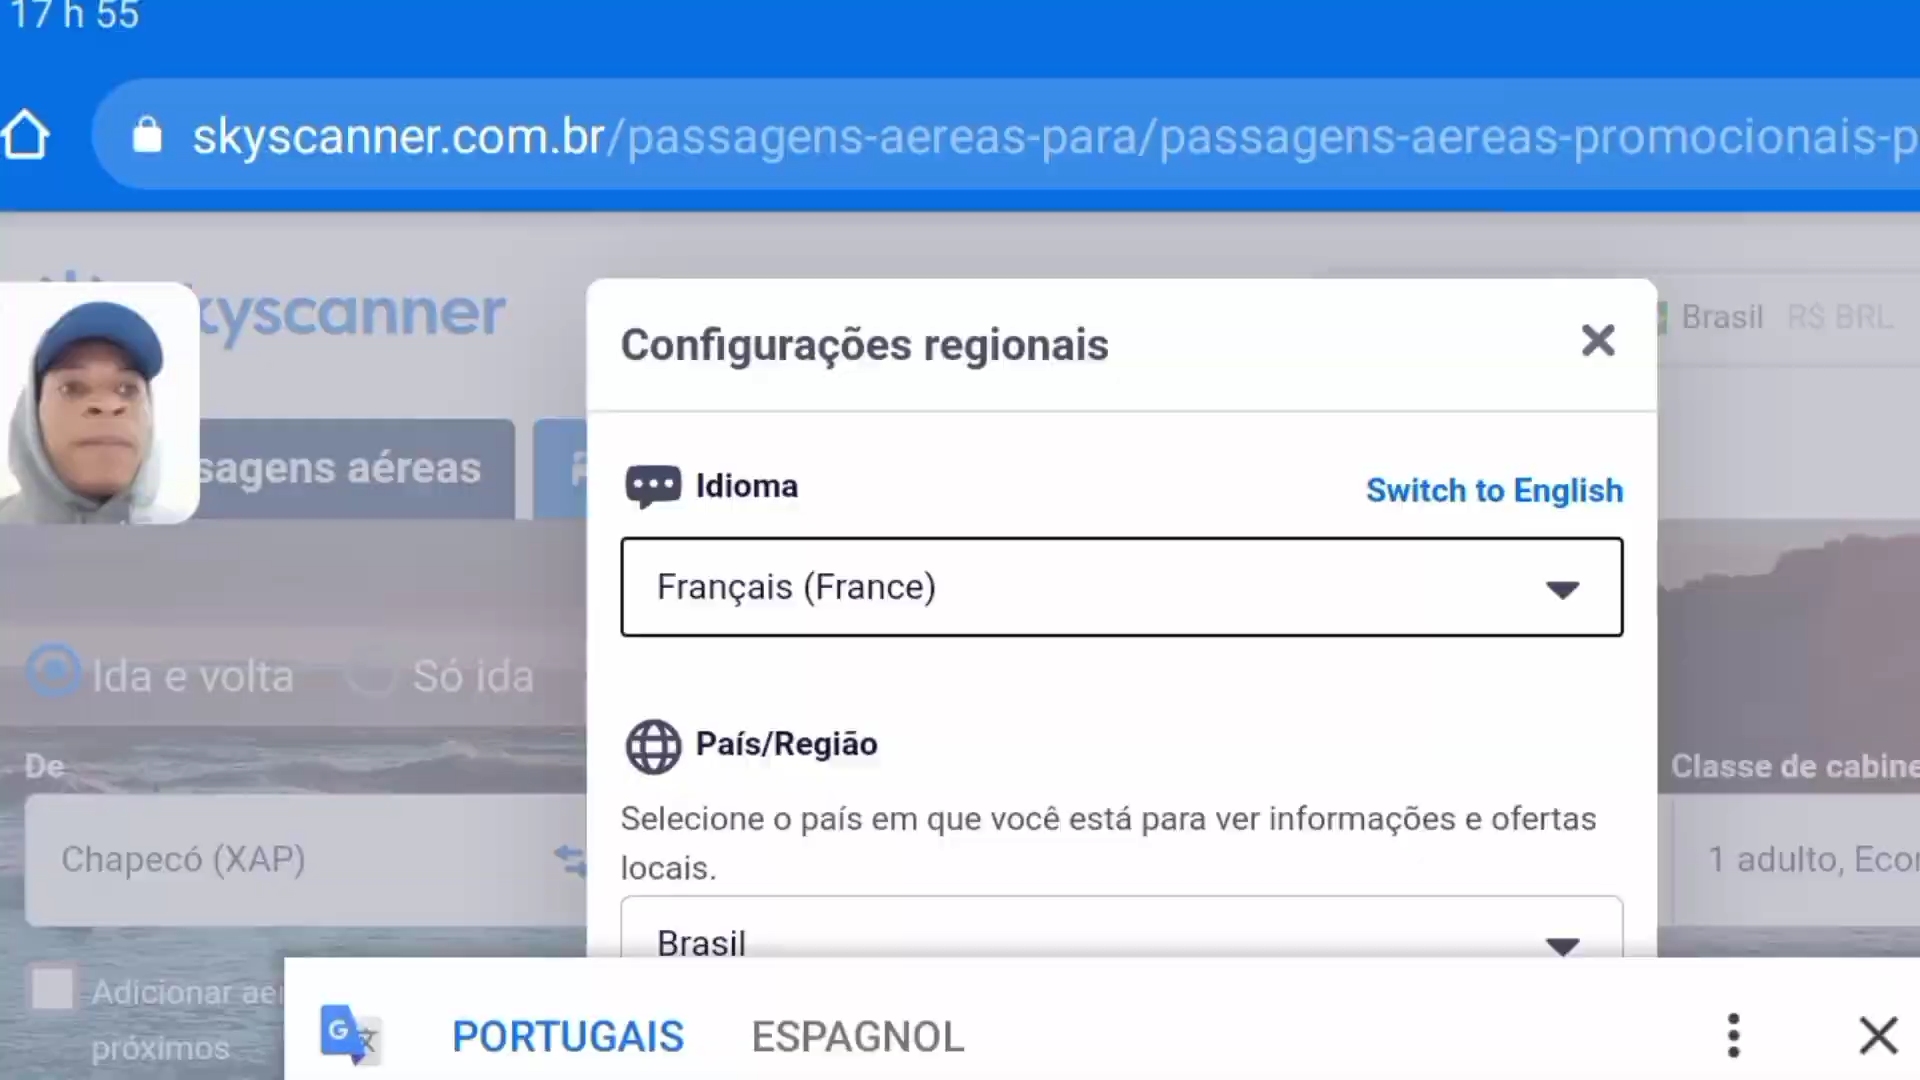 17 h 55
skyscanner.com.br/passagens-aereas-para/passagens-aereas-promocionais-p
kyscanner
Configurações regionais
Brasil R$ BRL
sagens aéreas
Idioma
Switch to English
Français (France)
Ida e volta
Só ida
País/Região
De
Classe de cabine
Selecione o país em que você está para ver informações e ofertas
locais.
Chapecó (XAP)
1 adulto, Econ
Brasil
Adicionar aer
próximos
PORTUGAIS
ESPAGNOL